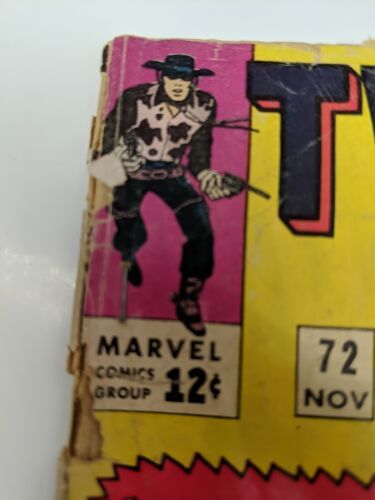 TW
MARVEL
COMICS
GROUP 12¢
72
NOV